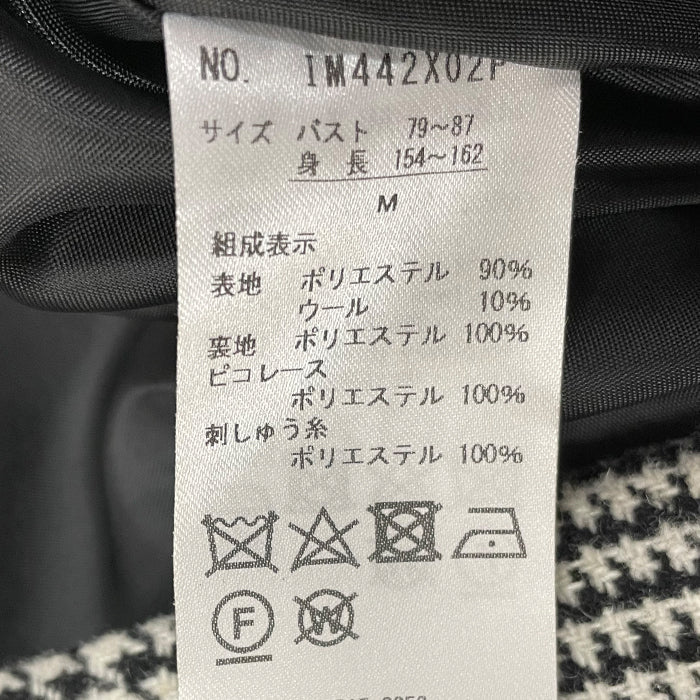 NO. IM442X02P
サイズ バスト 79~87
身 長 154~162
M
組成表示
表地 ポリエステル 90%
ウール 10%
裏地 ポリエステル 100%
ピコレース
ポリエステル 100%
刺しゅう糸
ポリエステル 100%
F W